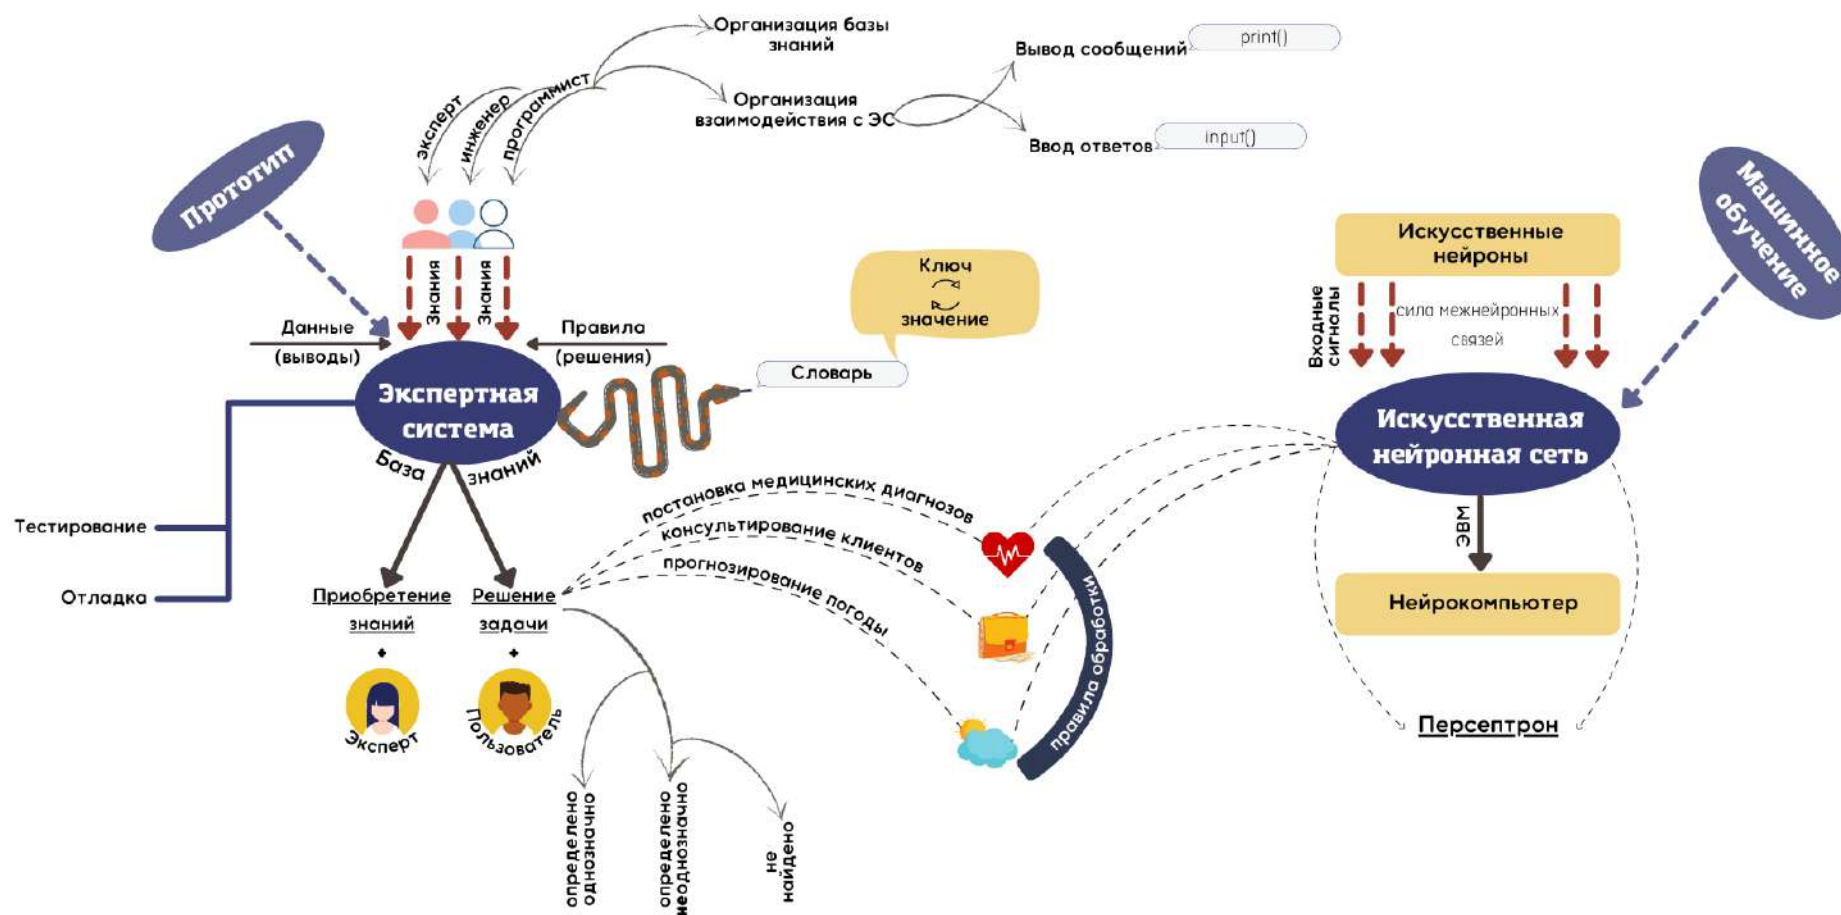 Организация базы
знаний
Вывод сообщений
print()
эксперт
инженер
программист
Организация
взаимодействия с ЭС
Ввод ответов
input()
Прототип
Машинное
обучение
Искусственные
нейроны
Знания
Знания
Ключ
значение
Входные
сигналы
сила межнейронных
связей
Данные
(выводы)
Правила
(решения)
Словарь
Экспертная
система
База знаний
Искусственная
нейронная сеть
Тестирование
Отладка
постановка медицинских диагнозов
консультирование клиентов
прогнозирование погоды
правила обработки
ЭВМ
Нейрокомпьютер
Приобретение
знаний
+
Эксперт
Решение
задачи
+
Пользователь
Персептрон
определено
однозначно
определено
неоднозначно
не
найдено